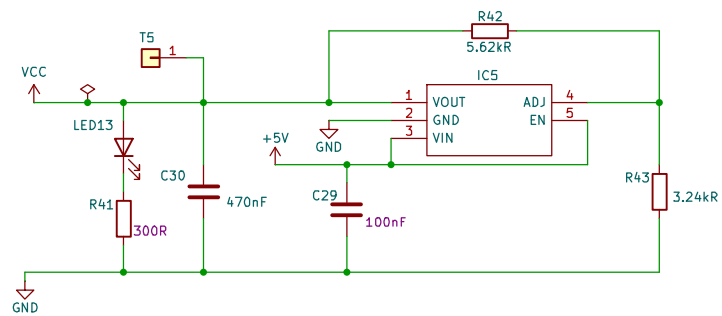 R42
5.62kR
T5
1
VCC
IC5
1 VOUT ADJ 4
2 GND EN 5
3 VIN
LED13
+5V
GND
C30
470nF
C29
100nF
R43
3.24kR
R41
300R
GND